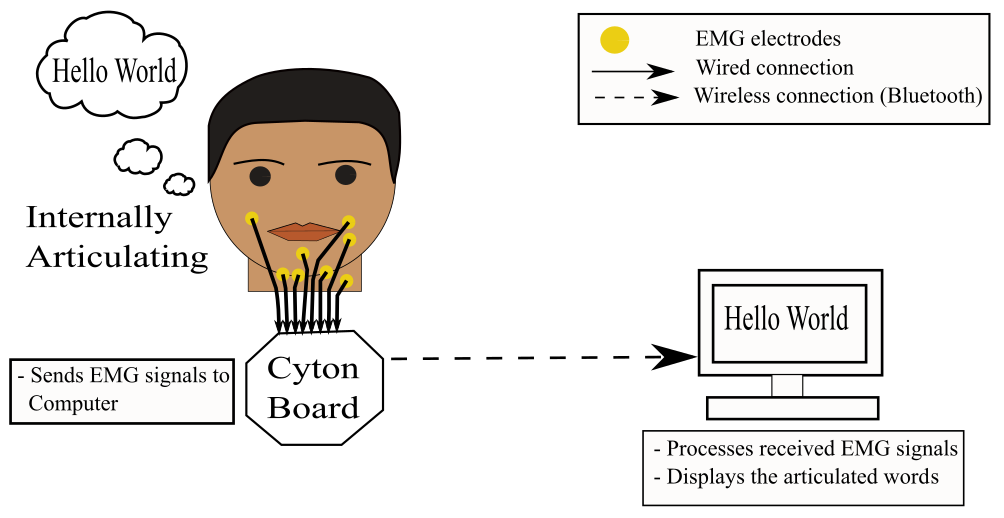 Hello World
EMG electrodes
Wired connection
Wireless connection (Bluetooth)
Internally
Articulating
Hello World
- Sends EMG signals to
Computer
Cyton
Board
- Processes received EMG signals
- Displays the articulated words